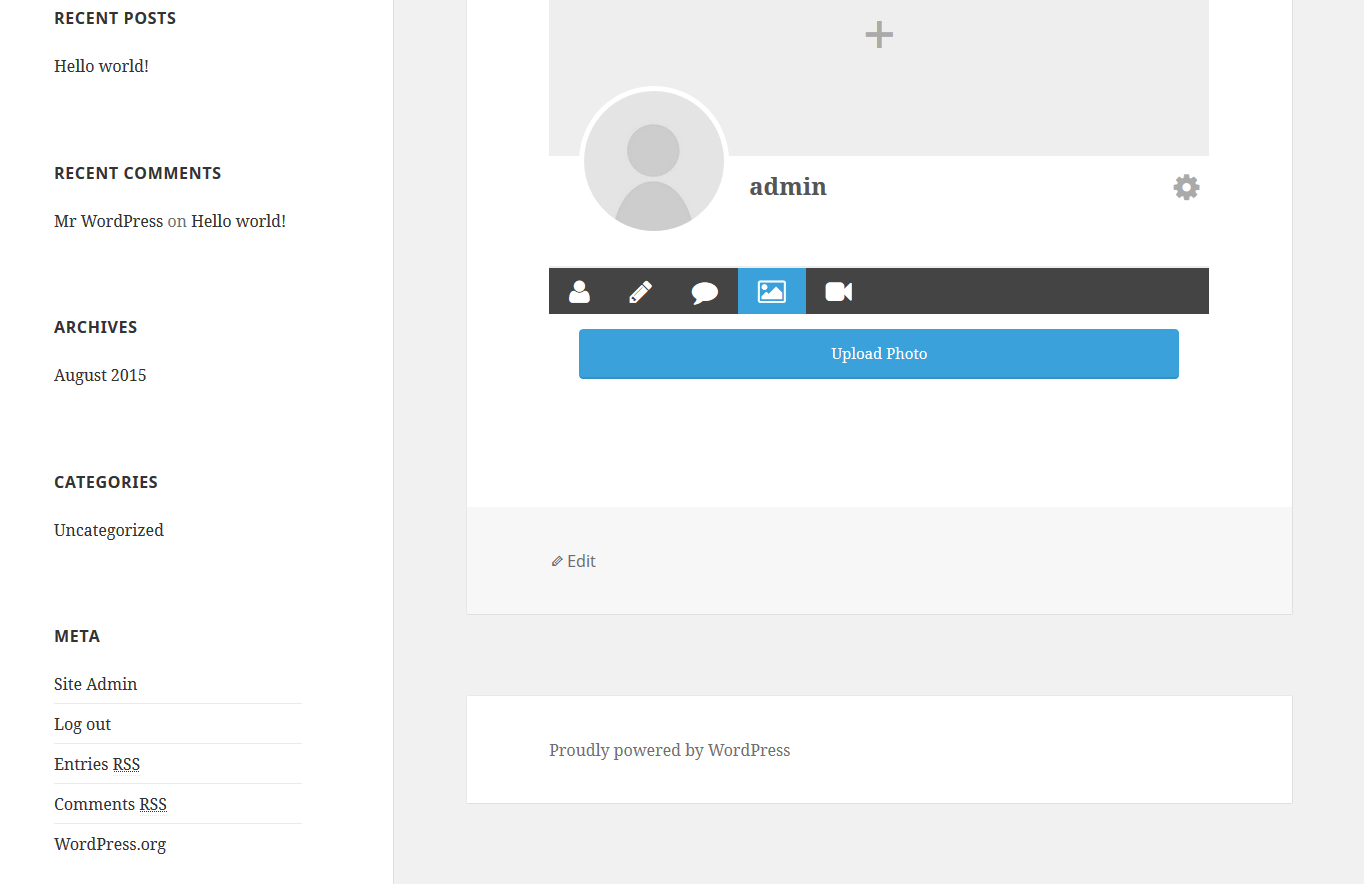 RECENT POSTS
Hello world!
RECENT COMMENTS
Mr WordPress on Hello world!
ARCHIVES
August 2015
CATEGORIES
Uncategorized
META
Site Admin
Log out
Entries RSS
Comments RSS
WordPress.org
admin
Upload Photo
Edit
Proudly powered by WordPress